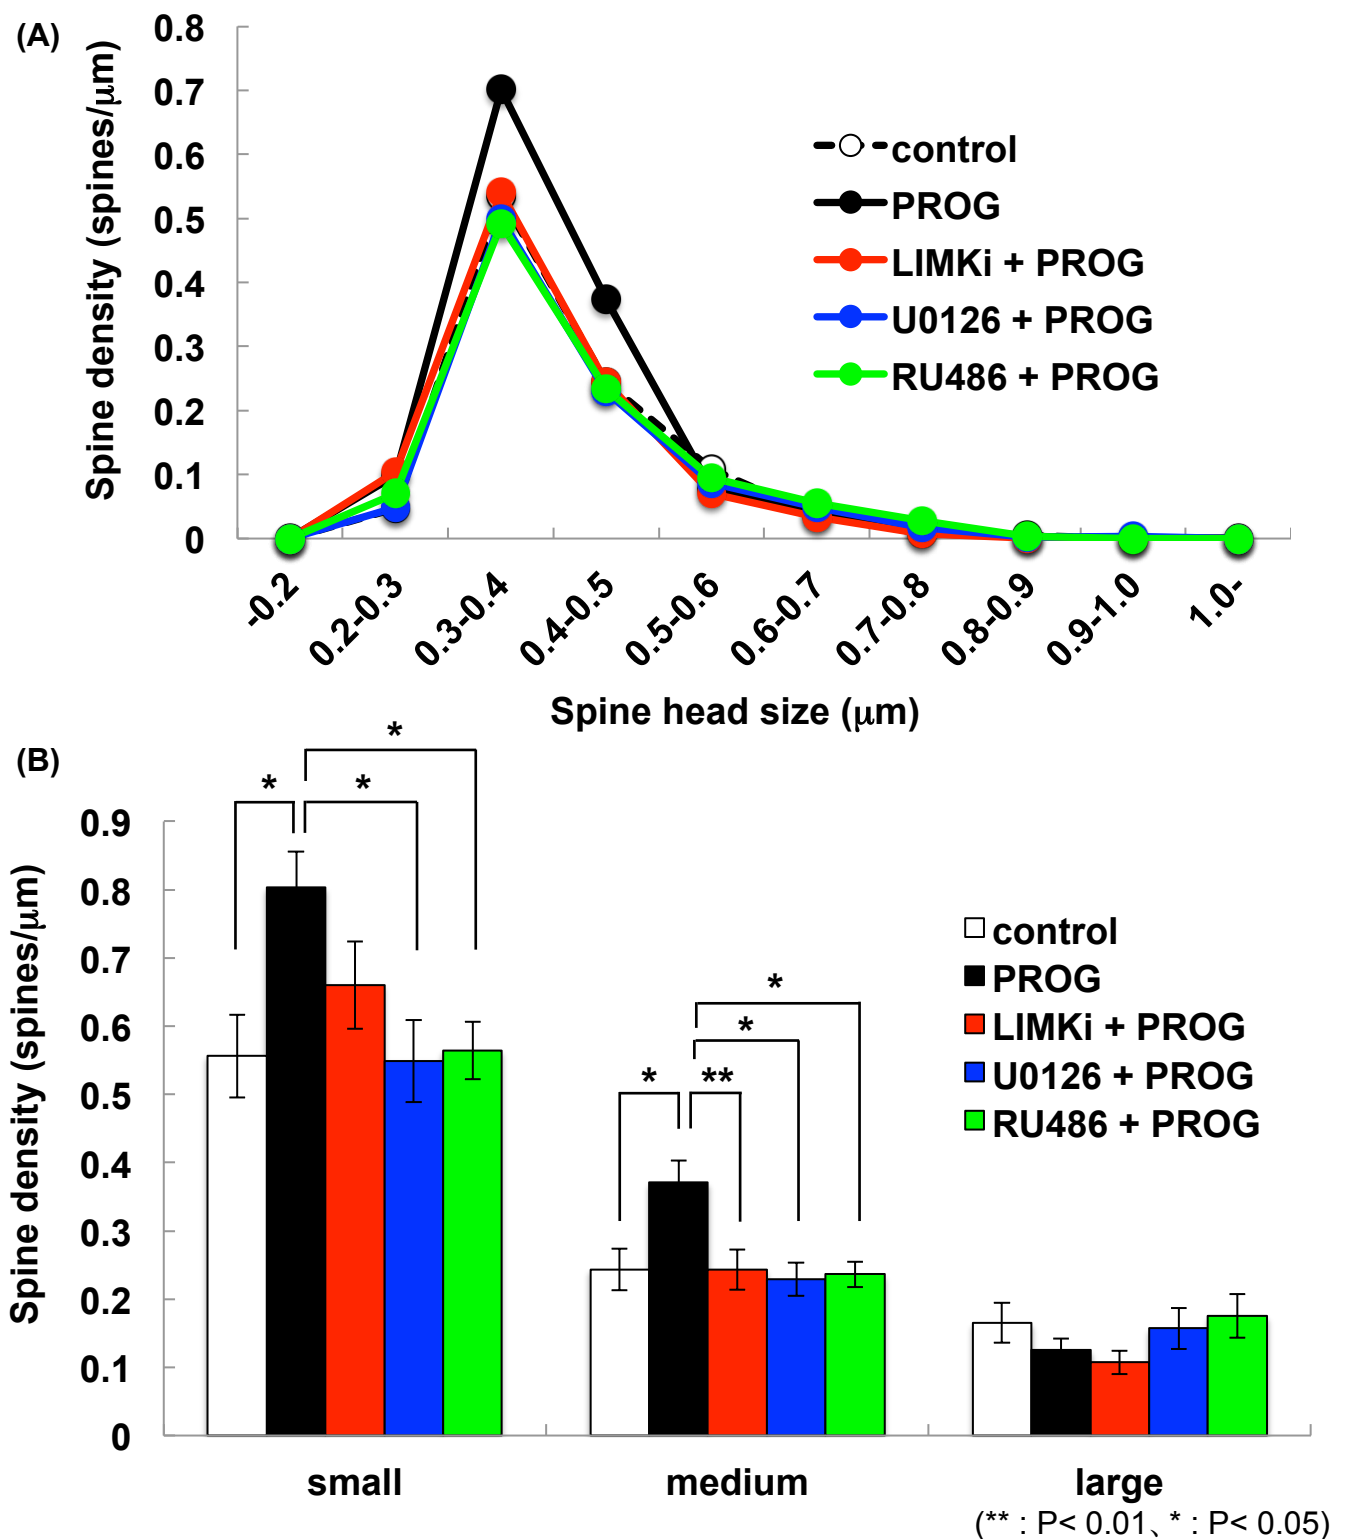 (A)
Spine density (spines/μm)
0.8
0.7
0.6
0.5
0.4
0.3
0.2
0.1
0
control
PROG
LIMKi + PROG
U0126 + PROG
RU486 + PROG
-0.2
0.2-0.3
0.3-0.4
0.4-0.5
0.5-0.6
0.6-0.7
0.7-0.8
0.8-0.9
0.9-1.0
1.0-
Spine head size (μm)
(B)
Spine density (spines/μm)
0.9
0.8
0.7
0.6
0.5
0.4
0.3
0.2
0.1
0
*
*
*
*
*
*
**
control
PROG
LIMKi + PROG
U0126 + PROG
RU486 + PROG
small
medium
large
(** : P< 0.01、* : P< 0.05)